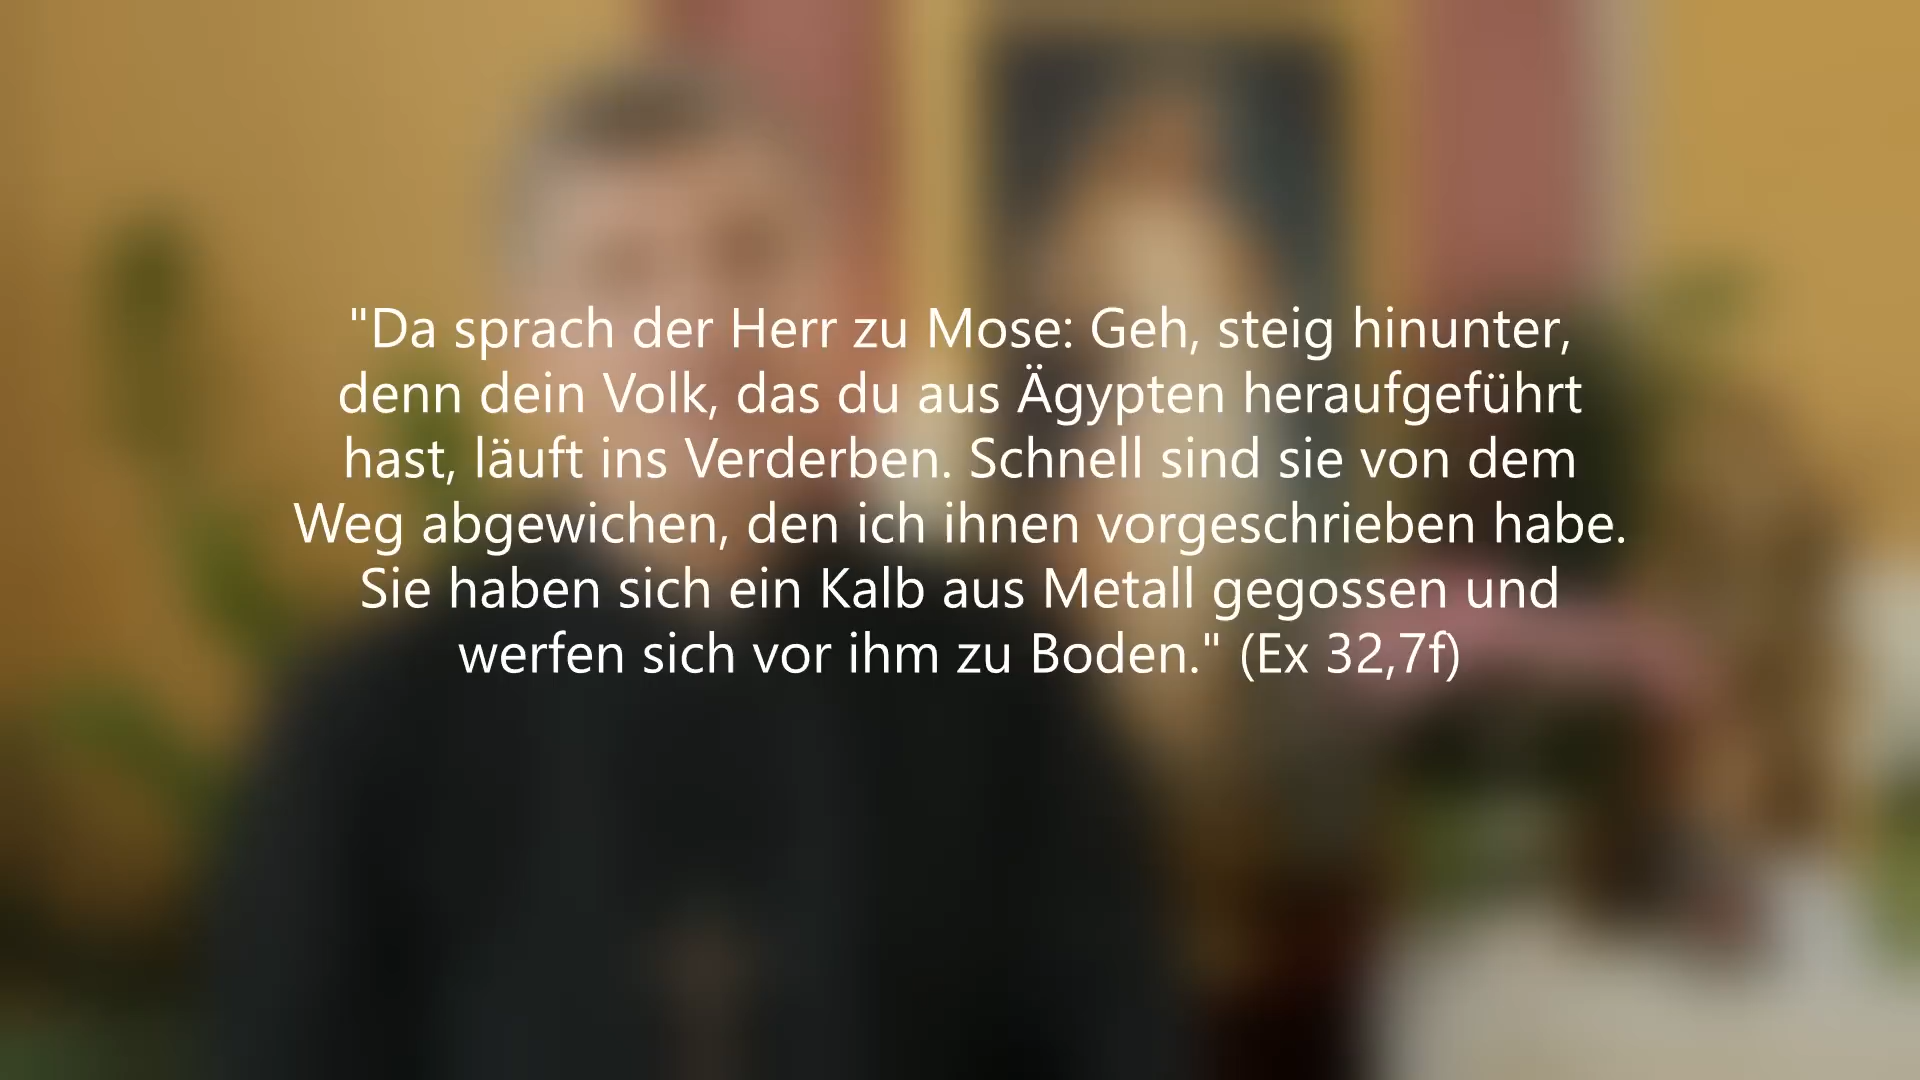 "Da sprach der Herr zu Mose: Geh, steig hinunter,
denn dein Volk, das du aus Ägypten heraufgeführt
hast, läuft ins Verderben. Schnell sind sie von dem
Weg abgewichen, den ich ihnen vorgeschrieben habe.
Sie haben sich ein Kalb aus Metall gegossen und
werfen sich vor ihm zu Boden." (Ex 32,7f)